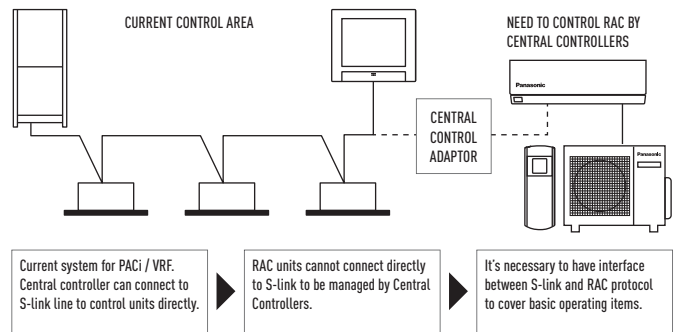 CURRENT CONTROL AREA
NEED TO CONTROL RAC BY
CENTRAL CONTROLLERS
Panasonic
CENTRAL
CONTROL
ADAPTOR
Panasonic
Current system for PACi / VRF.
Central controller can connect to
S-link line to control units directly.
RAC units cannot connect directly
to S-link to be managed by Central
Controllers.
It's necessary to have interface
between S-link and RAC protocol
to cover basic operating items.